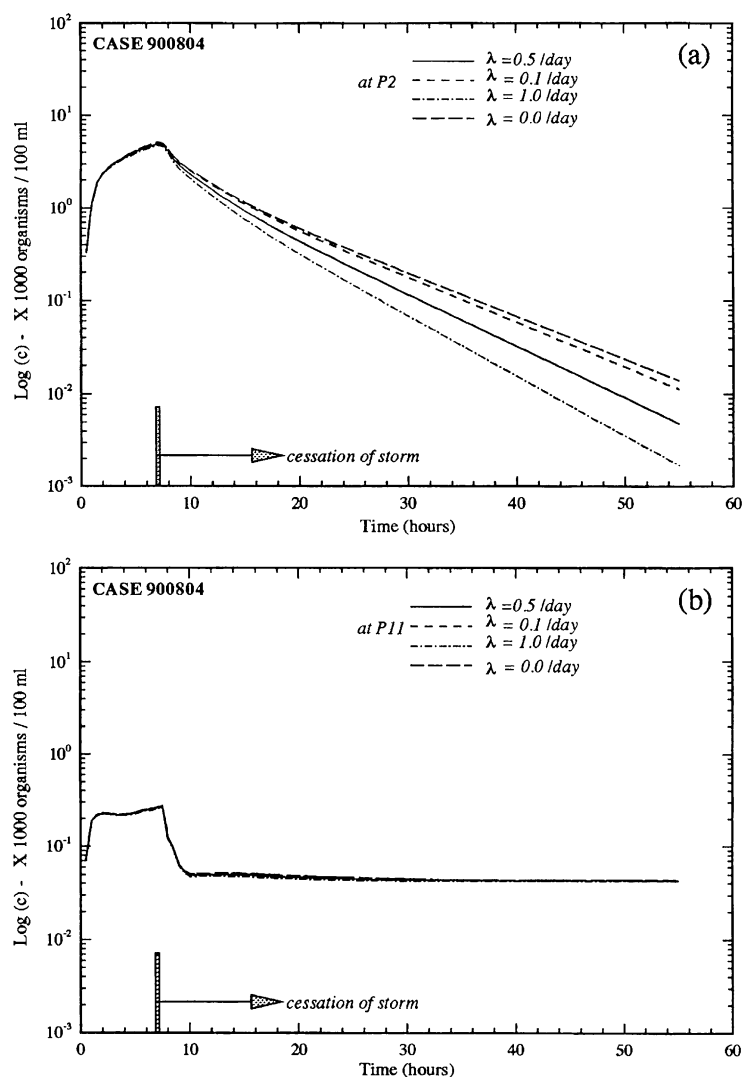 CASE 900804
(a)
at P2
λ =0.5 /day
λ = 0.1 /day
λ = 1.0 /day
λ = 0.0 /day
Log (c) - X 1000 organisms / 100 ml
10²
10¹
10⁰
10⁻¹
10⁻²
10⁻³
cessation of storm
0 10 20 30 40 50 60
Time (hours)
CASE 900804
(b)
at P11
λ =0.5 /day
λ = 0.1 /day
λ = 1.0 /day
λ = 0.0 /day
Log (c) - X 1000 organisms / 100 ml
10²
10¹
10⁰
10⁻¹
10⁻²
10⁻³
cessation of storm
0 10 20 30 40 50 60
Time (hours)